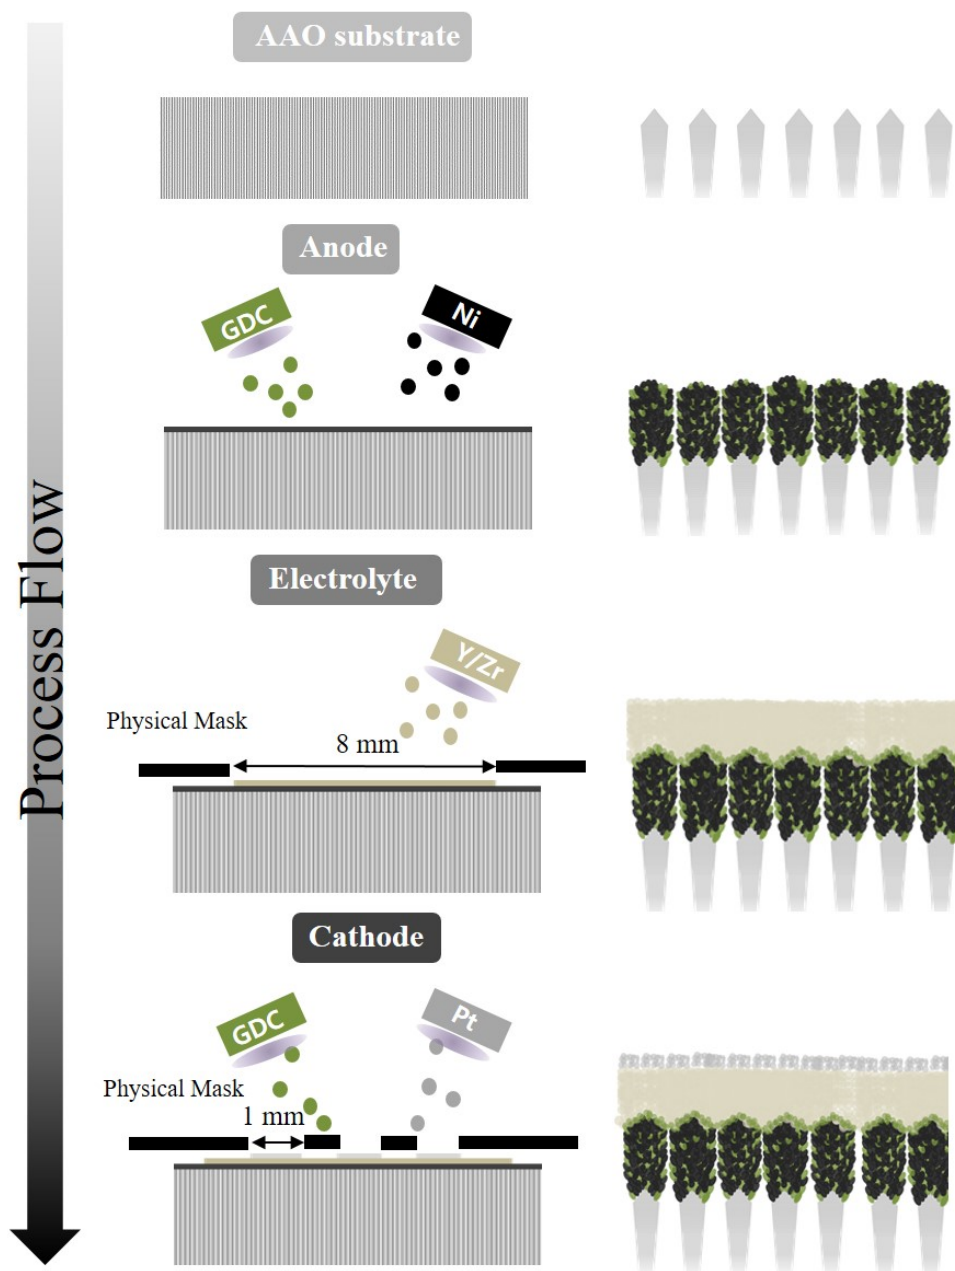 AAO substrate
Anode
GDC
Ni
Process Flow
Electrolyte
Y/Zr
Physical Mask
8 mm
Cathode
GDC
Pt
Physical Mask
1 mm